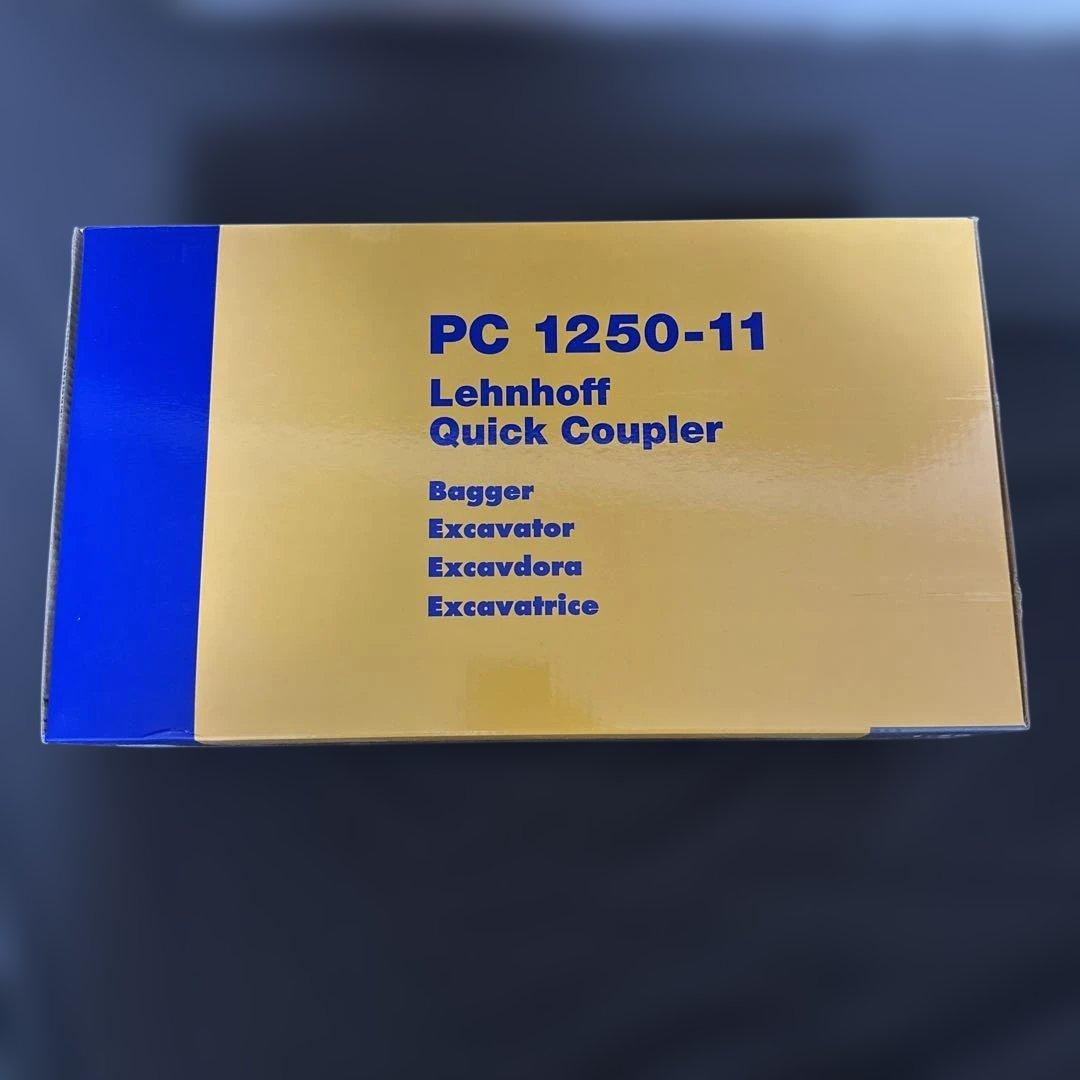 PC 1250-11
Lehnhoff
Quick Coupler
Bagger
Excavator
Excavdora
Excavatrice